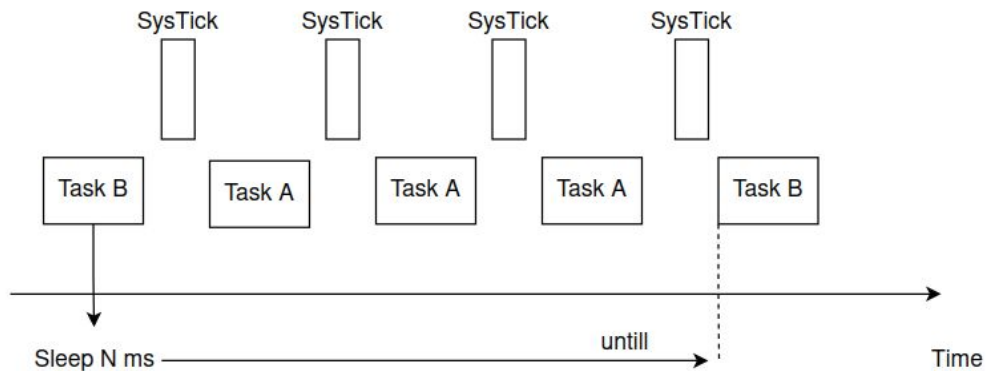 SysTick SysTick SysTick SysTick
Task B Task A Task A Task A Task B
untill
Sleep N ms Time